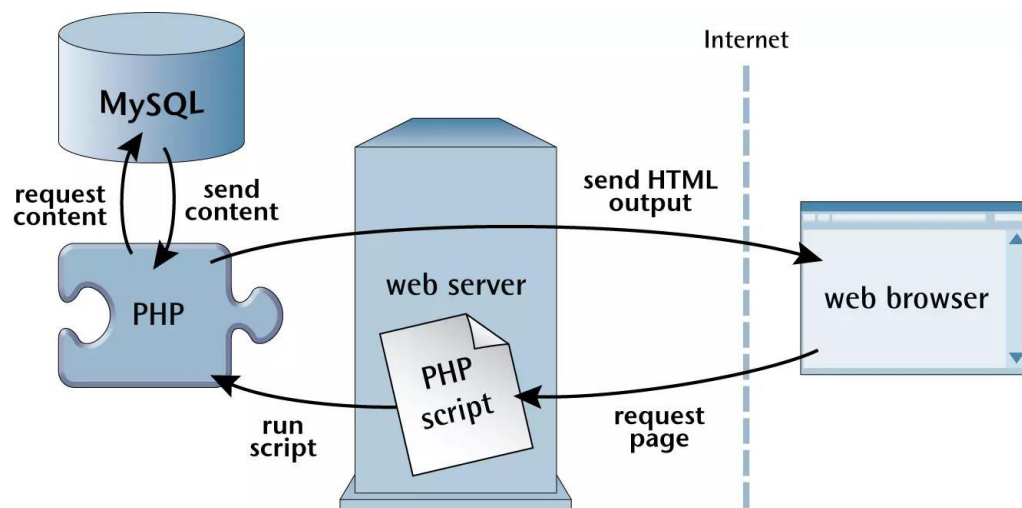 Internet
MySQL
request
content
send
content
send HTML
output
PHP
web server
web browser
PHP
script
run
script
request
page